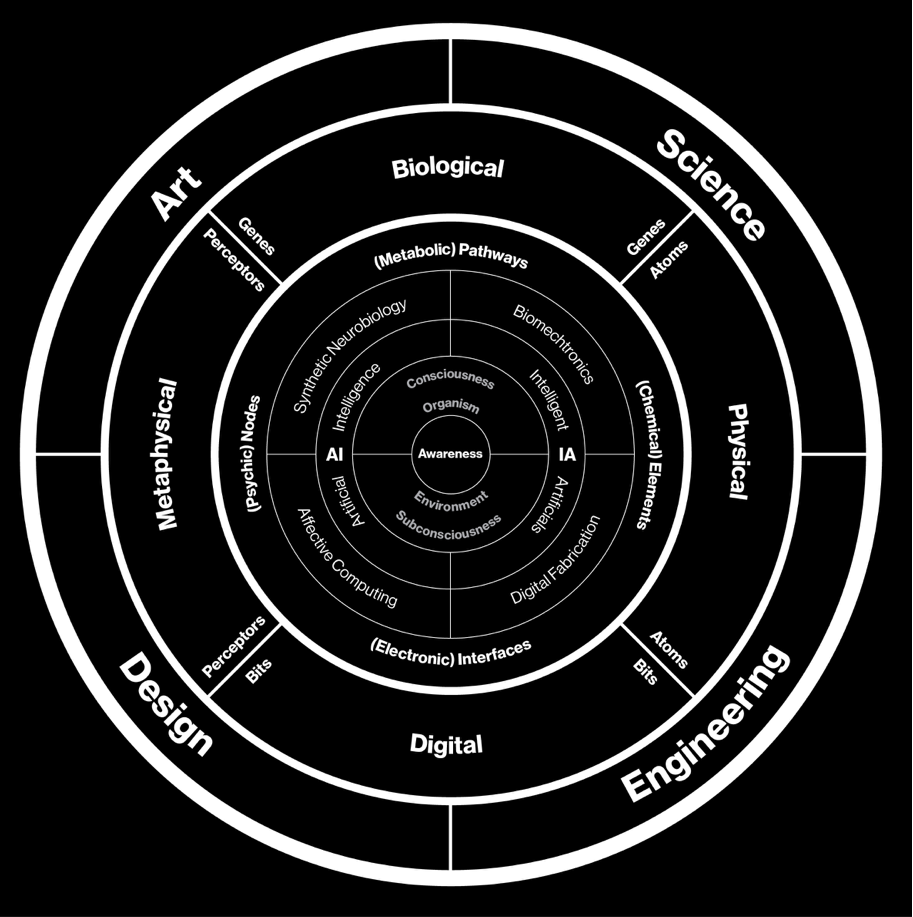 Art
Science
Biological
Genes
Perceptors
Genes
Atoms
(Metabolic) Pathways
Synthetic Neurobiology
Biomechtronics
Intelligence
Intelligent
Consciousness
Organism
Metaphysical
(Psychic) Nodes
AI
Awareness
IA
(Chemical) Elements
Physical
Environment
Subconsciousness
Artificial
Artificials
Affective Computing
Digital Fabrication
(Electronic) Interfaces
Perceptors
Bits
Atoms
Bits
Digital
Design
Engineering